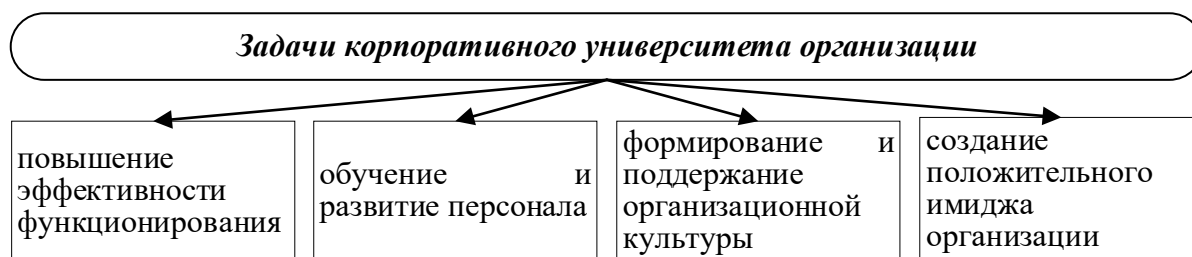 Задачи корпоративного университета организации
повышение
эффективности
функционирования
обучение и
развитие персонала
формирование и
поддержание
организационной
культуры
создание
положительного
имиджа
организации